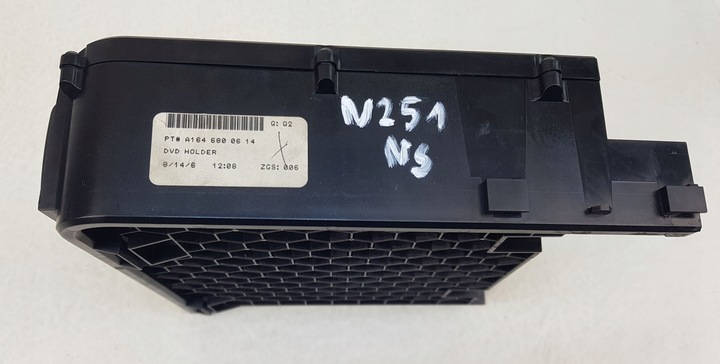 Q: Q2
PT# A164 680 06 14
DVD HOLDER
8/14/6 12:08 ZGS: 006
N251
NS